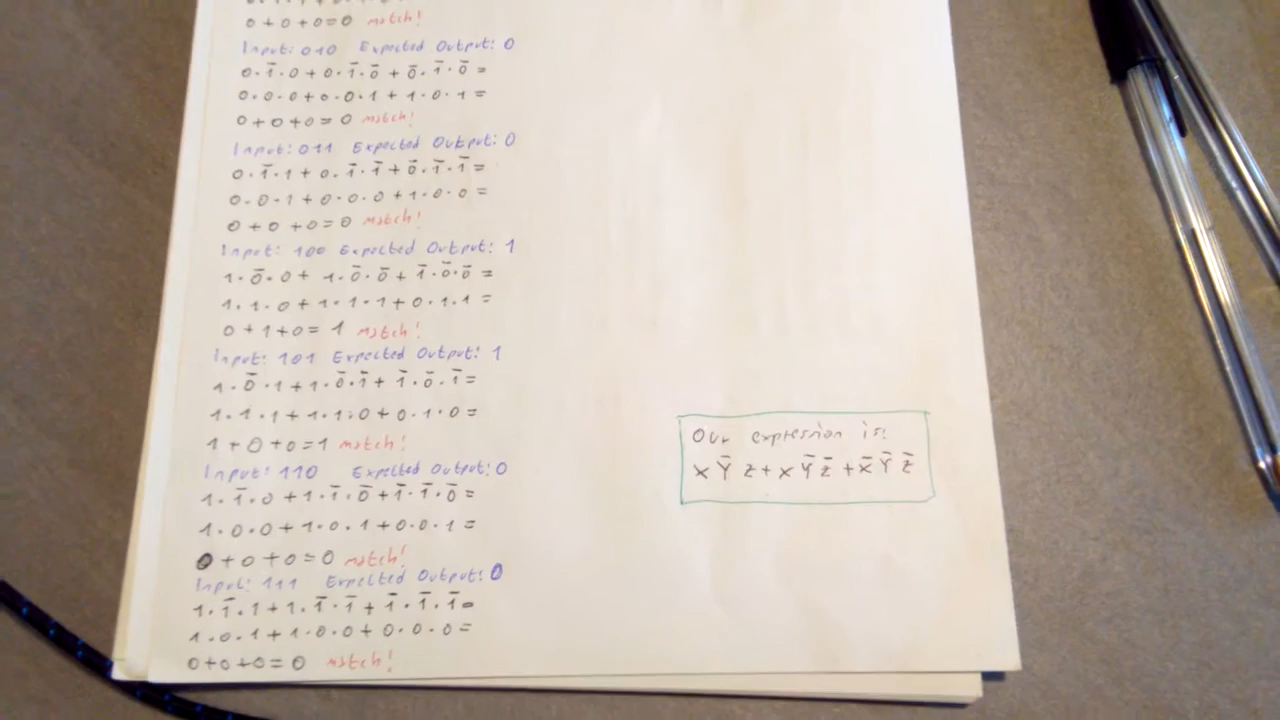 0+0+0=0 match!
Input: 010 Expected Output: 0
0·1̅·0+0·1̅·0̅+0̅·1̅·0̅=
0·0·0+0·0·1+1·0·1=
0+0+0=0 match!
Input: 011 Expected Output: 0
0·1̅·1+0·1̅·1̅+0̅·1̅·1̅=
0·0·1+0·0·0+1·0·0=
0+0+0=0 match!
Input: 100 Expected Output: 1
1·0̅·0+1·0̅·0̅+1̅·0̅·0̅=
1·1·0+1·1·1+0·1·1=
0+1+0=1 match!
Input: 101 Expected Output: 1
1·0̅·1+1·0̅·1̅+1̅·0̅·1̅=
1·1·1+1·1·0+0·1·0=
1+0+0=1 match!
Input: 110 Expected Output: 0
1·1̅·0+1·1̅·0̅+1̅·1̅·0̅=
1·0·0+1·0·1+0·0·1=
0+0+0=0 match!
Input: 111 Expected Output: 0
1·1̅·1+1·1̅·1̅+1̅·1̅·1̅=
1·0·1+1·0·0+0·0·0=
0+0+0=0 match!
Our expression is:
xY̅z+xY̅z̅+x̅Y̅z̅